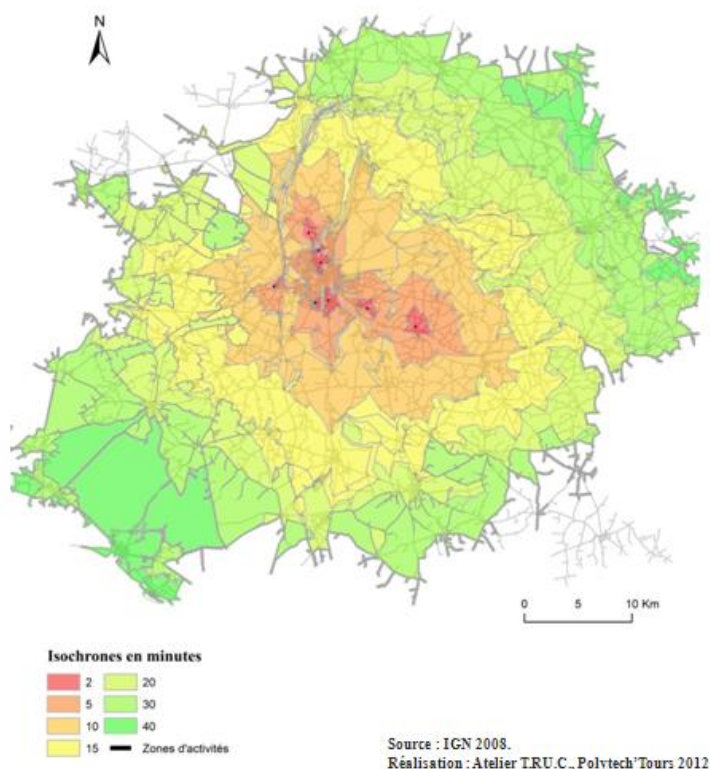 N
0 5 10 Km
Isochrones en minutes
2 20
5 30
10 40
15 Zones d'activités
Source : IGN 2008.
Réalisation : Atelier T.RU.C., Polytech'Tours 2012